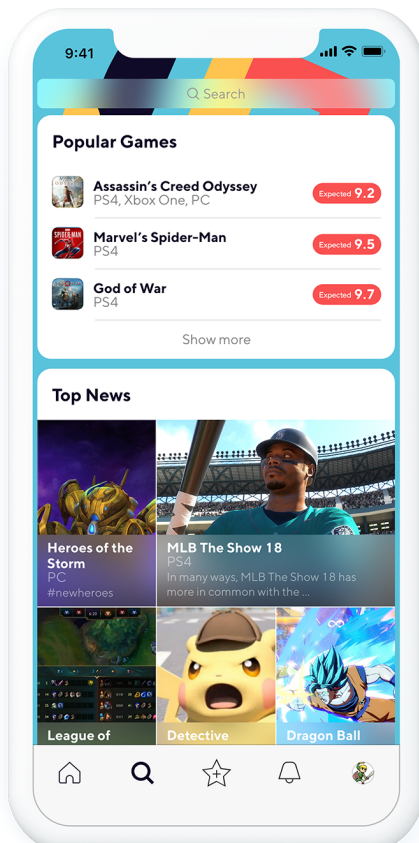 9:41
Search
Popular Games
Assassin's Creed Odyssey
PS4, Xbox One, PC
Expected 9.2
Marvel's Spider-Man
PS4
Expected 9.5
God of War
PS4
Expected 9.7
Show more
Top News
Heroes of the
Storm
PC
#newheroes
MLB The Show 18
PS4
In many ways, MLB The Show 18 has
more in common with the ...
League of
Detective
Dragon Ball